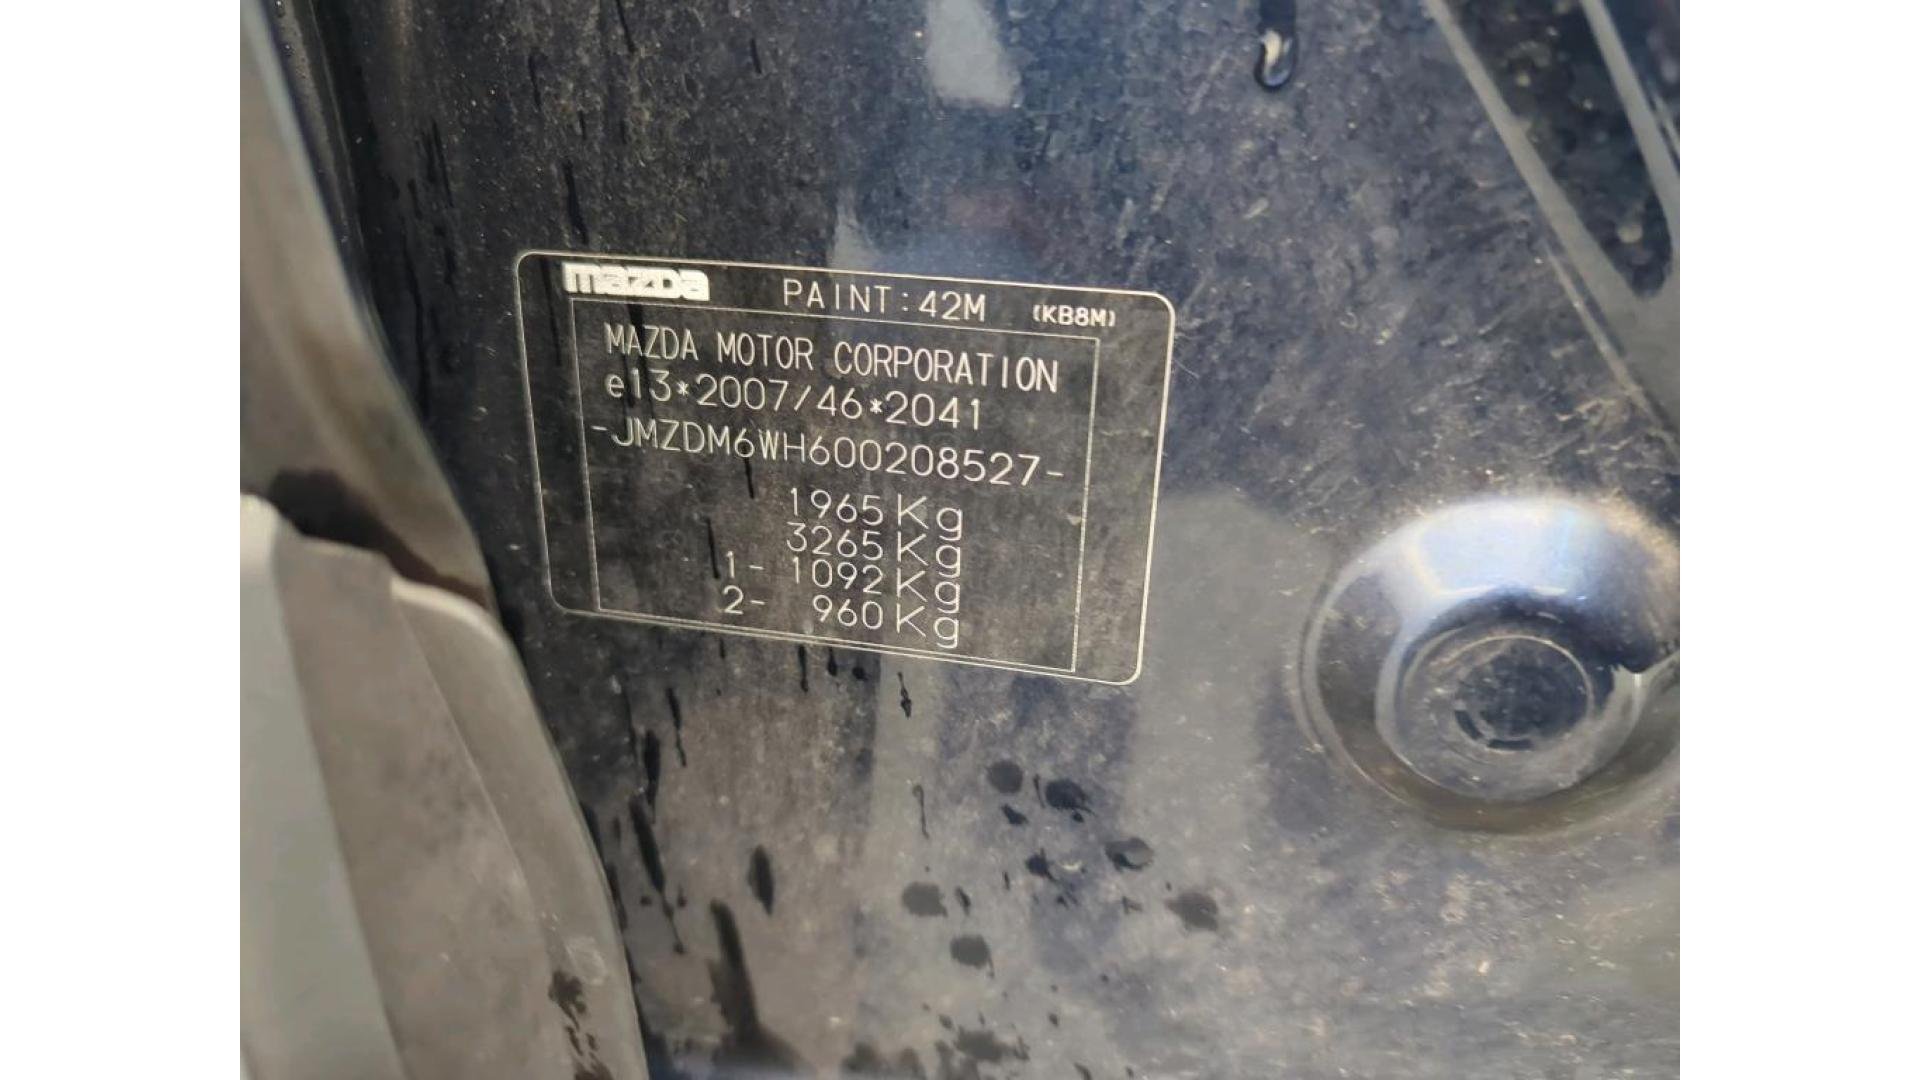 mazda PAINT:42M (KB8M)
MAZDA MOTOR CORPORATION
e13*2007/46*2041
-JMZDM6WH600208527-
1965Kg
3265Kg
1- 1092Kg
2- 960Kg